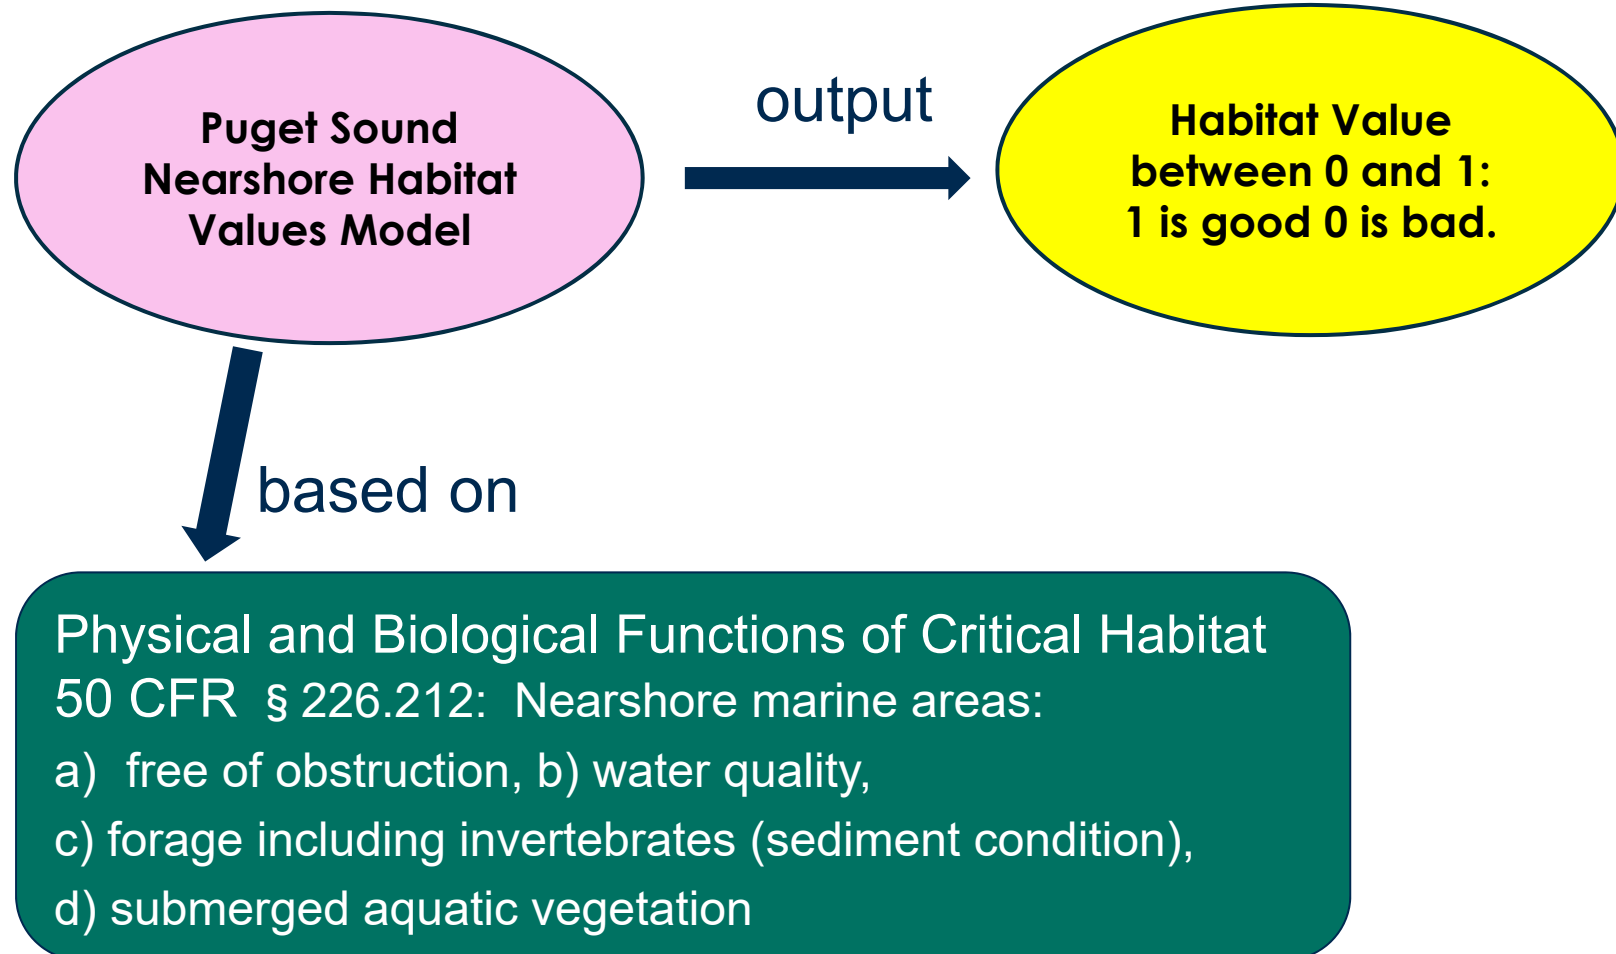 Puget Sound
Nearshore Habitat
Values Model
output
Habitat Value
between 0 and 1:
1 is good 0 is bad.
based on
Physical and Biological Functions of Critical Habitat
50 CFR § 226.212: Nearshore marine areas:
a) free of obstruction, b) water quality,
c) forage including invertebrates (sediment condition),
d) submerged aquatic vegetation